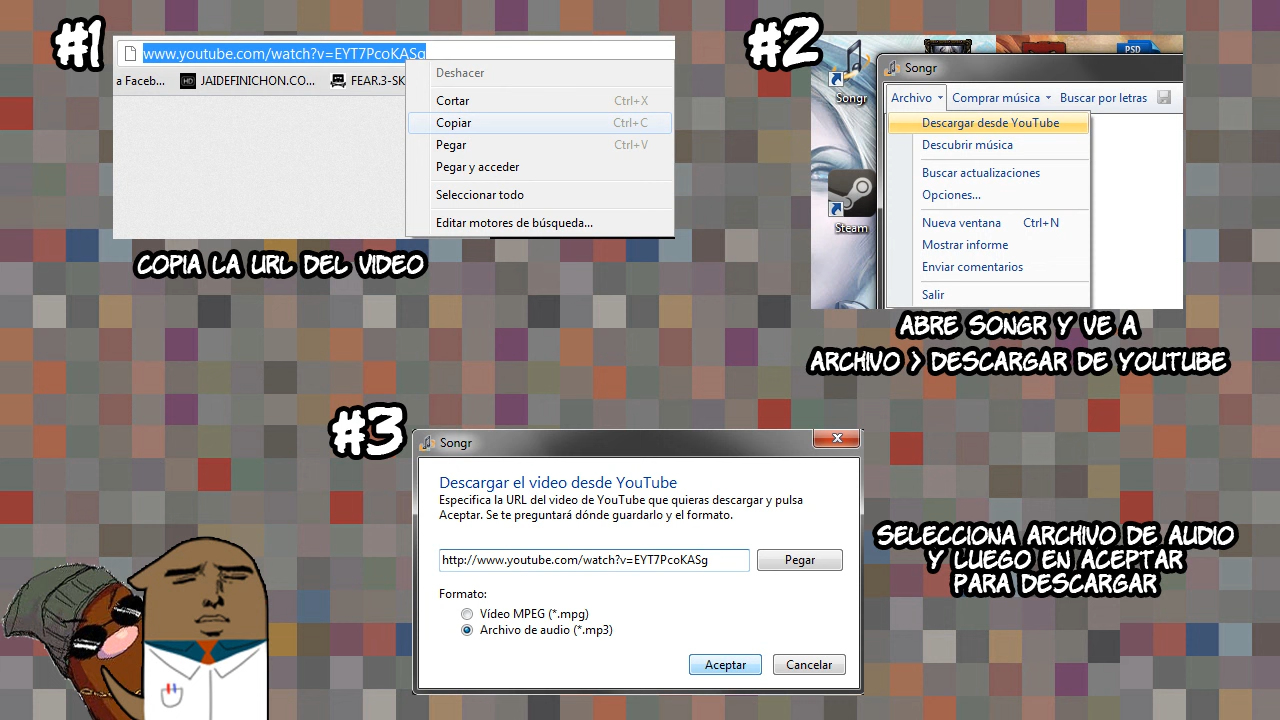 #1
www.youtube.com/watch?v=EYT7PcoKASg
a Faceb...
HD JAIDEFINICHON.CO...
FEAR.3-SK
Deshacer
Cortar Ctrl+X
Copiar Ctrl+C
Pegar Ctrl+V
Pegar y acceder
Seleccionar todo
Editar motores de búsqueda...
COPIA LA URL DEL VIDEO
#2
PSD
Songr
Songr
Archivo Comprar música Buscar por letras
Descargar desde YouTube
Descubrir música
Buscar actualizaciones
Opciones...
Nueva ventana Ctrl+N
Mostrar informe
Enviar comentarios
Salir
Steam
ABRE SONGR Y VE A
ARCHIVO > DESCARGAR DE YOUTUBE
#3
Songr
Descargar el video desde YouTube
Especifica la URL del video de YouTube que quieras descargar y pulsa
Aceptar. Se te preguntará dónde guardarlo y el formato.
http://www.youtube.com/watch?v=EYT7PcoKASg Pegar
Formato:
Vídeo MPEG (*.mpg)
Archivo de audio (*.mp3)
Aceptar Cancelar
SELECCIONA ARCHIVO DE AUDIO
Y LUEGO EN ACEPTAR
PARA DESCARGAR